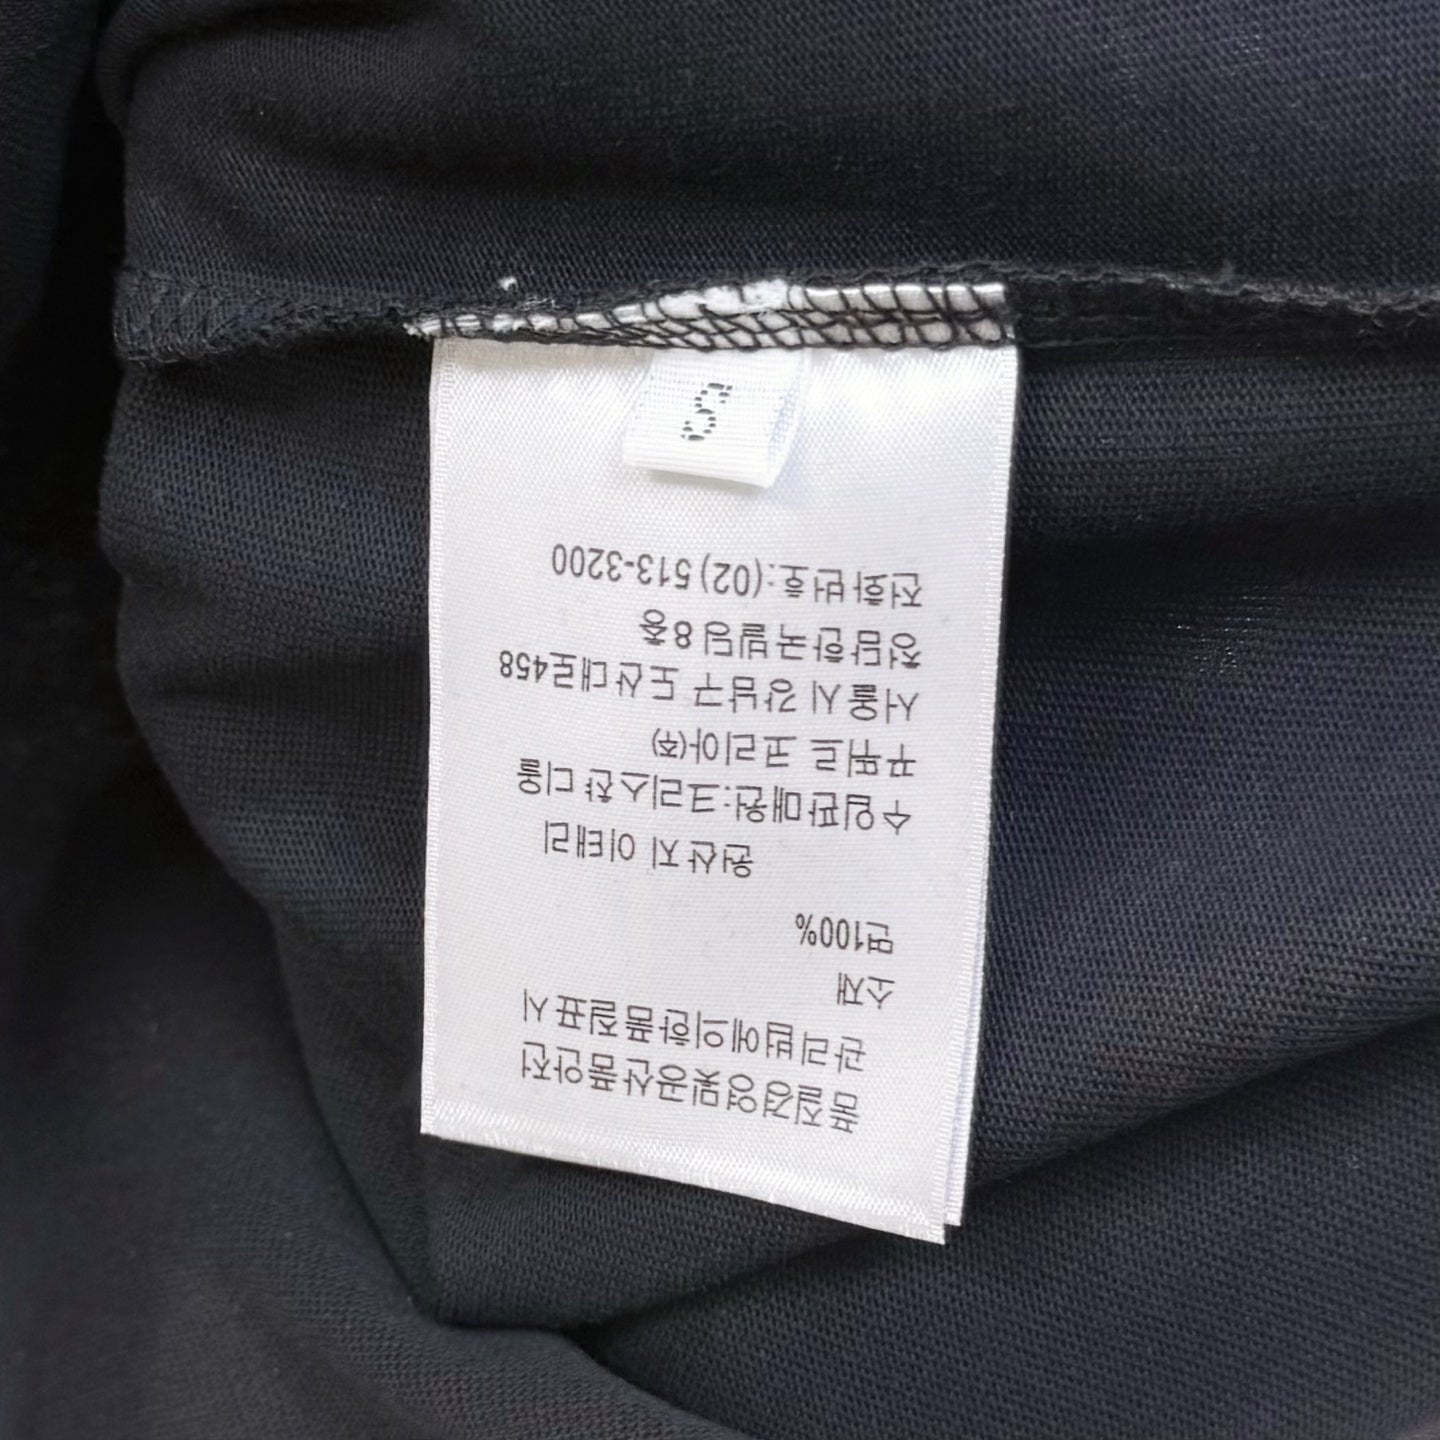 품질경영및공산품안전
관리법에의한품질표시
소재
면100%
원산지 이태리
수입판매원:크리스챤 디올
꾸뛰르 코리아(주)
서울시 강남구 도산대로458
청담한국빌딩 8층
전화번호:(02) 513-3200
S